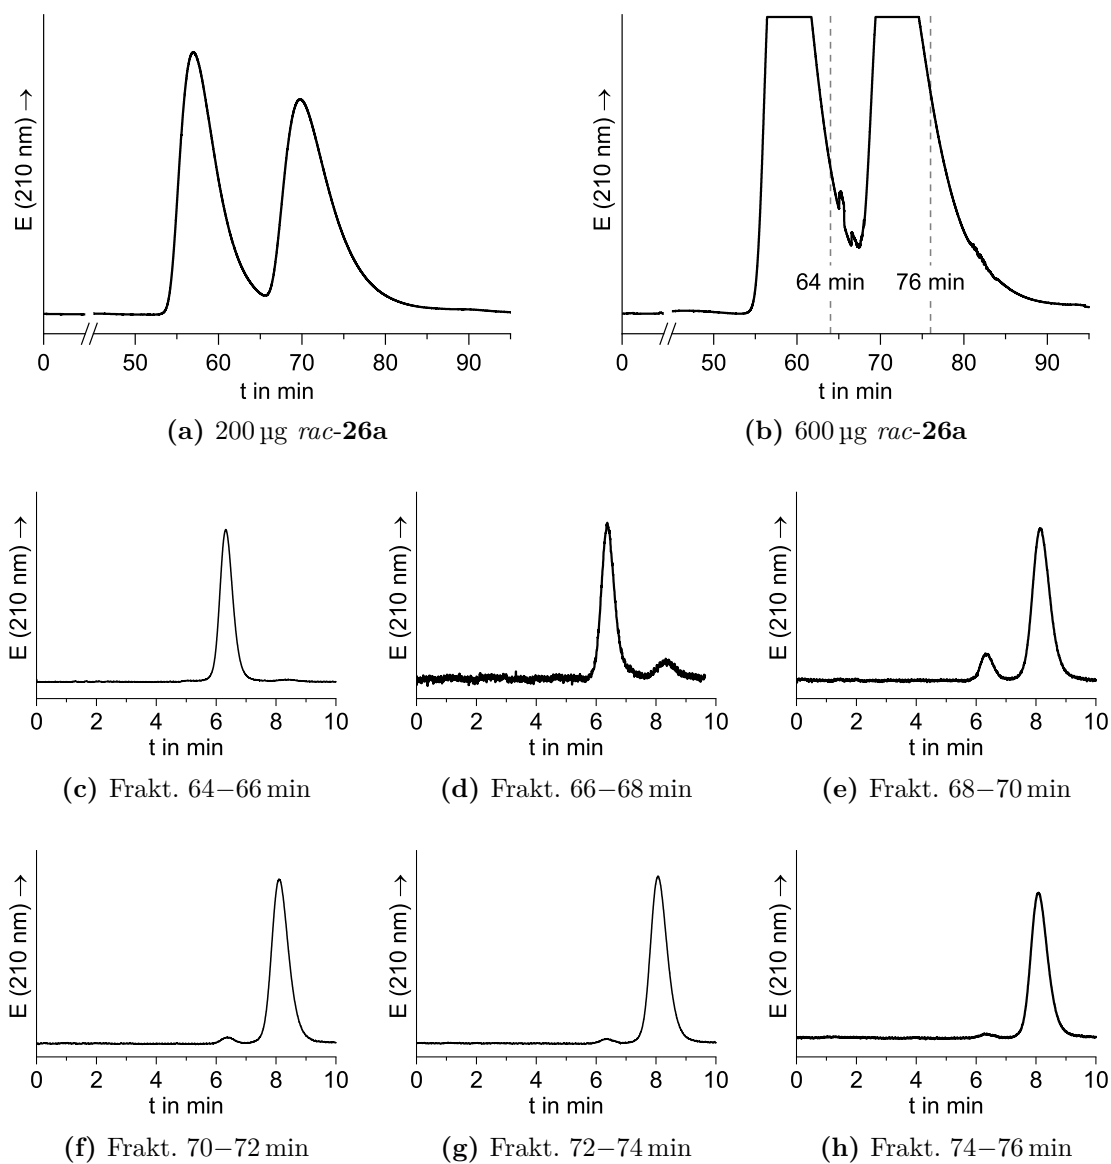 E (210 nm) →
0 50 60 70 80 90
t in min
(a) 200 µg rac-26a
E (210 nm) →
64 min 76 min
0 50 60 70 80 90
t in min
(b) 600 µg rac-26a
E (210 nm) →
0 2 4 6 8 10
t in min
(c) Frakt. 64–66 min
E (210 nm) →
0 2 4 6 8 10
t in min
(d) Frakt. 66–68 min
E (210 nm) →
0 2 4 6 8 10
t in min
(e) Frakt. 68–70 min
E (210 nm) →
0 2 4 6 8 10
t in min
(f) Frakt. 70–72 min
E (210 nm) →
0 2 4 6 8 10
t in min
(g) Frakt. 72–74 min
E (210 nm) →
0 2 4 6 8 10
t in min
(h) Frakt. 74–76 min